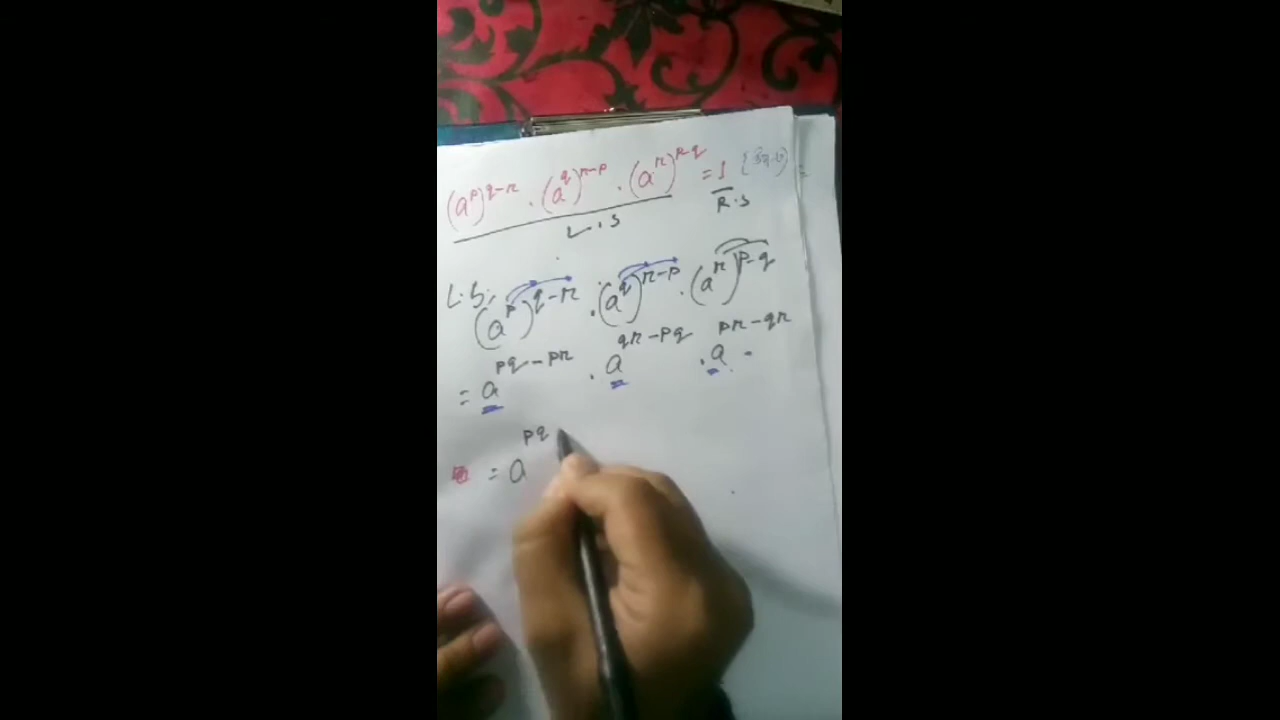 (a^p)^q-r . (a^q)^r-p . (a^r)^p-q = 1
L.S R.S
L.S, (a^p)^q-r . (a^q)^r-p . (a^r)^p-q
= a^pq-pr . a^qr-pq . a^pr-qr
= a^pq